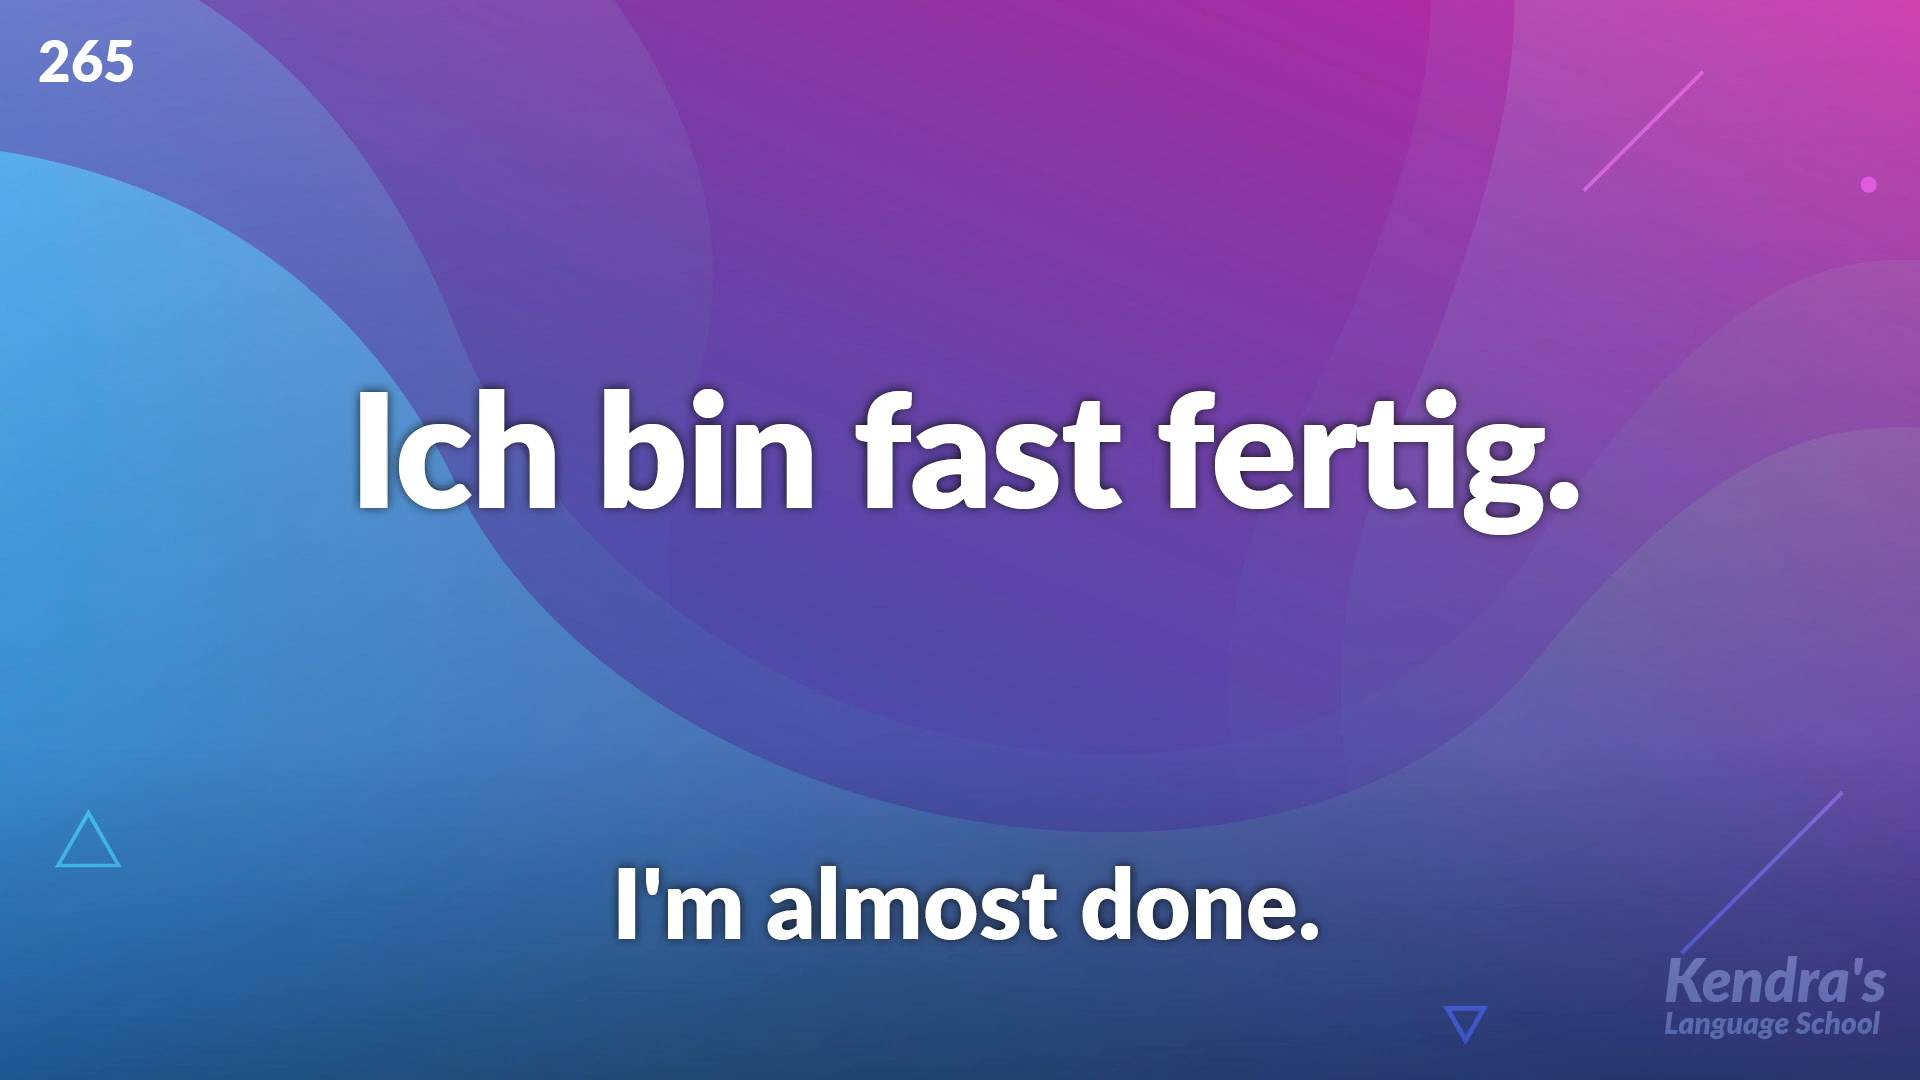 265
Ich bin fast fertig.
I'm almost done.
Kendra's
Language School